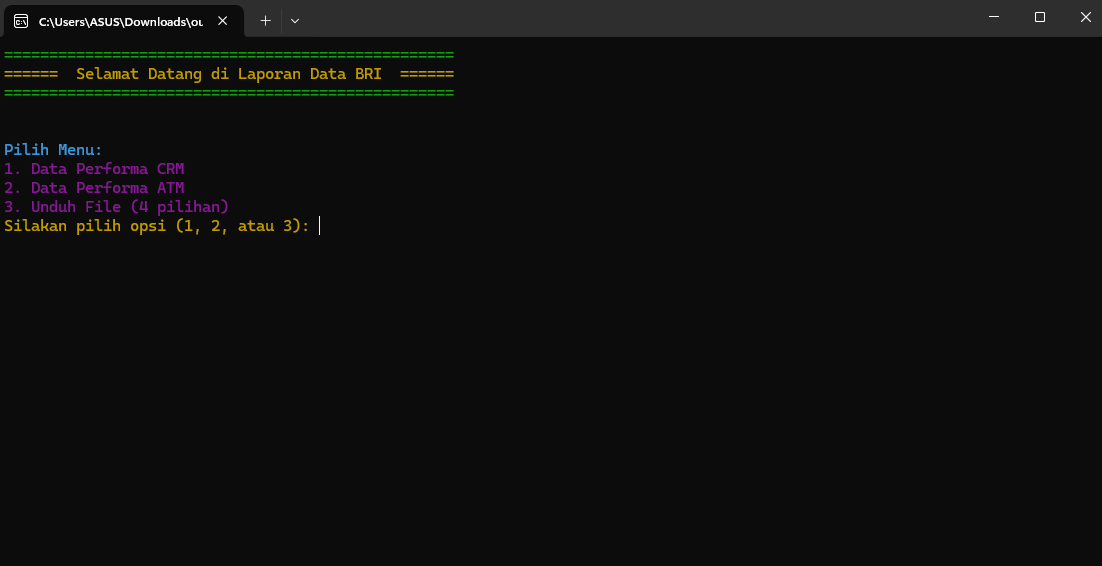 C:\Users\ASUS\Downloads\ou
==================================================
======  Selamat Datang di Laporan Data BRI  ======
==================================================
Pilih Menu:
1. Data Performa CRM
2. Data Performa ATM
3. Unduh File (4 pilihan)
Silakan pilih opsi (1, 2, atau 3):